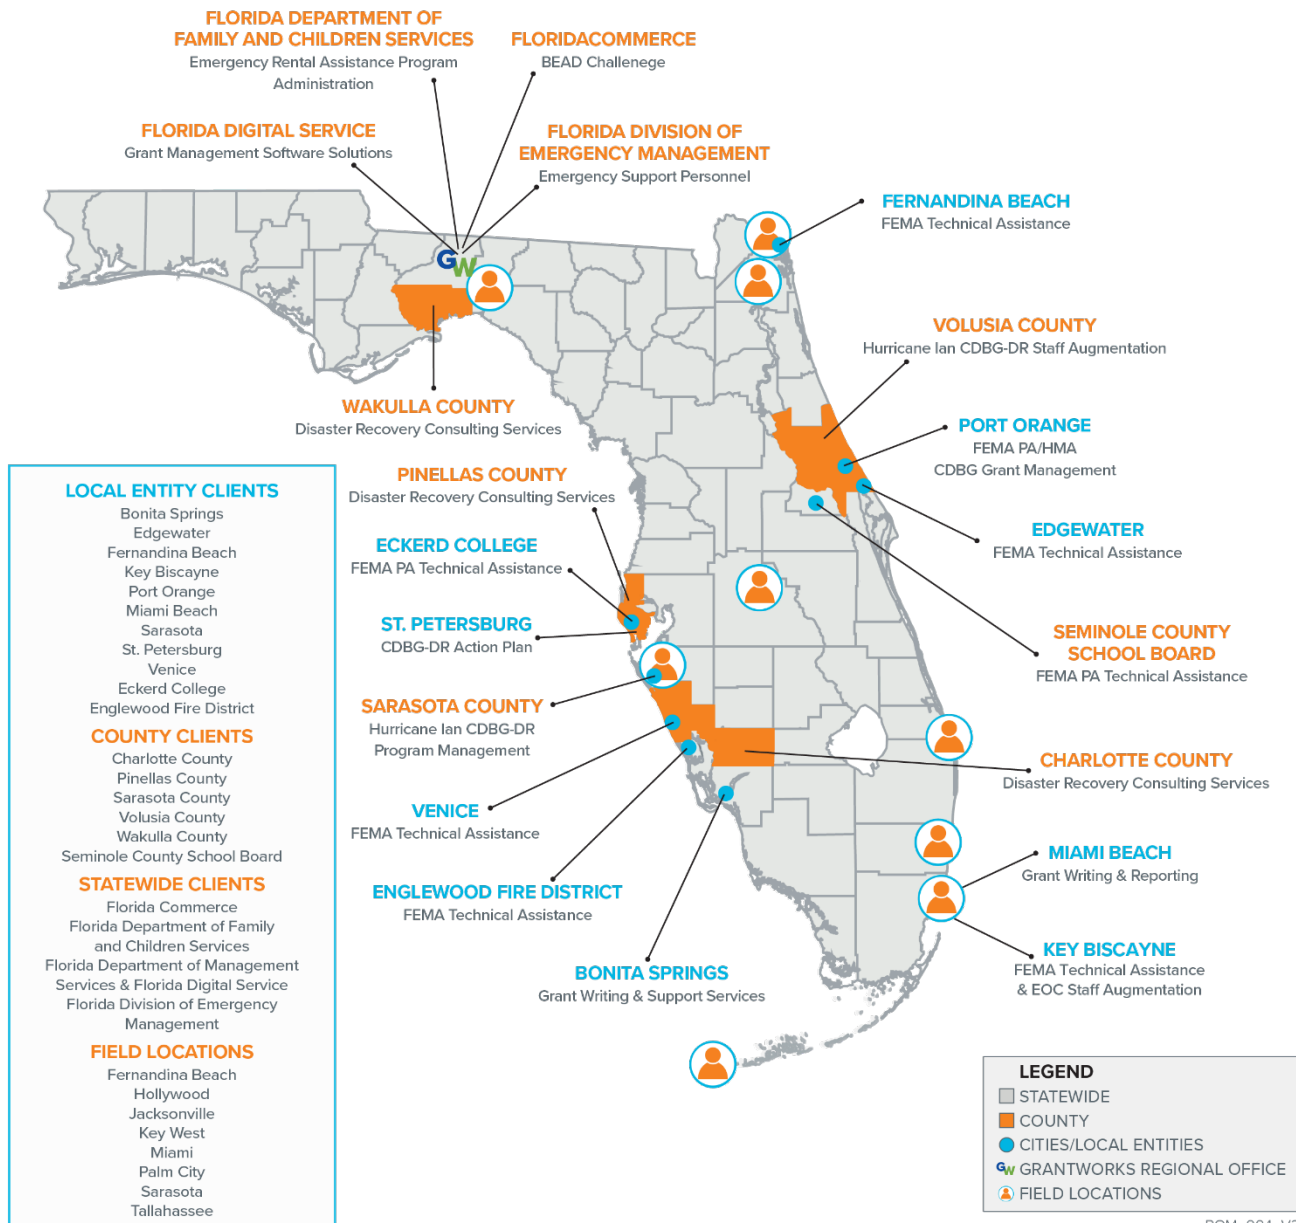 FLORIDA DEPARTMENT OF
FAMILY AND CHILDREN SERVICES
Emergency Rental Assistance Program
Administration
FLORIDACOMMERCE
BEAD Challenege
FLORIDA DIGITAL SERVICE
Grant Management Software Solutions
FLORIDA DIVISION OF
EMERGENCY MANAGEMENT
Emergency Support Personnel
FERNANDINA BEACH
FEMA Technical Assistance
GW
VOLUSIA COUNTY
Hurricane Ian CDBG-DR Staff Augmentation
WAKULLA COUNTY
Disaster Recovery Consulting Services
PORT ORANGE
FEMA PA/HMA
CDBG Grant Management
PINELLAS COUNTY
Disaster Recovery Consulting Services
EDGEWATER
FEMA Technical Assistance
ECKERD COLLEGE
FEMA PA Technical Assistance
ST. PETERSBURG
CDBG-DR Action Plan
SEMINOLE COUNTY
SCHOOL BOARD
FEMA PA Technical Assistance
SARASOTA COUNTY
Hurricane Ian CDBG-DR
Program Management
CHARLOTTE COUNTY
Disaster Recovery Consulting Services
VENICE
FEMA Technical Assistance
MIAMI BEACH
Grant Writing & Reporting
ENGLEWOOD FIRE DISTRICT
FEMA Technical Assistance
KEY BISCAYNE
FEMA Technical Assistance
& EOC Staff Augmentation
BONITA SPRINGS
Grant Writing & Support Services
LOCAL ENTITY CLIENTS
Bonita Springs
Edgewater
Fernandina Beach
Key Biscayne
Port Orange
Miami Beach
Sarasota
St. Petersburg
Venice
Eckerd College
Englewood Fire District
COUNTY CLIENTS
Charlotte County
Pinellas County
Sarasota County
Volusia County
Wakulla County
Seminole County School Board
STATEWIDE CLIENTS
Florida Commerce
Florida Department of Family
and Children Services
Florida Department of Management
Services & Florida Digital Service
Florida Division of Emergency
Management
FIELD LOCATIONS
Fernandina Beach
Hollywood
Jacksonville
Key West
Miami
Palm City
Sarasota
Tallahassee
LEGEND
STATEWIDE
COUNTY
CITIES/LOCAL ENTITIES
GW GRANTWORKS REGIONAL OFFICE
FIELD LOCATIONS